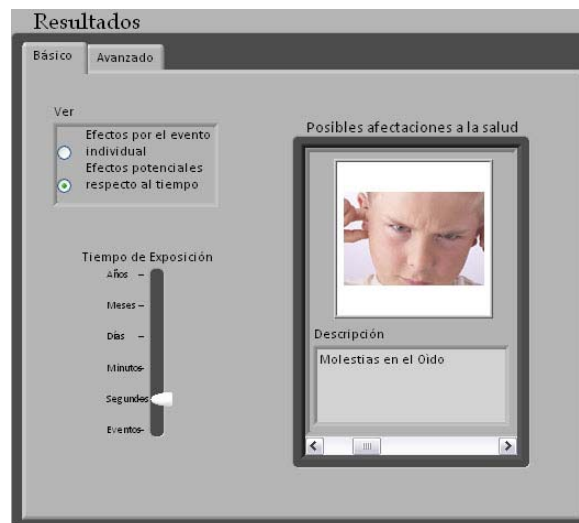 Resultados
Básico
Avanzado
Ver
Efectos por el evento
individual
Efectos potenciales
respecto al tiempo
Tiempo de Exposición
Años
Meses
Días
Minutos
Segundos
Eventos
Posibles afectaciones a la salud
Descripción
Molestias en el Oìdo